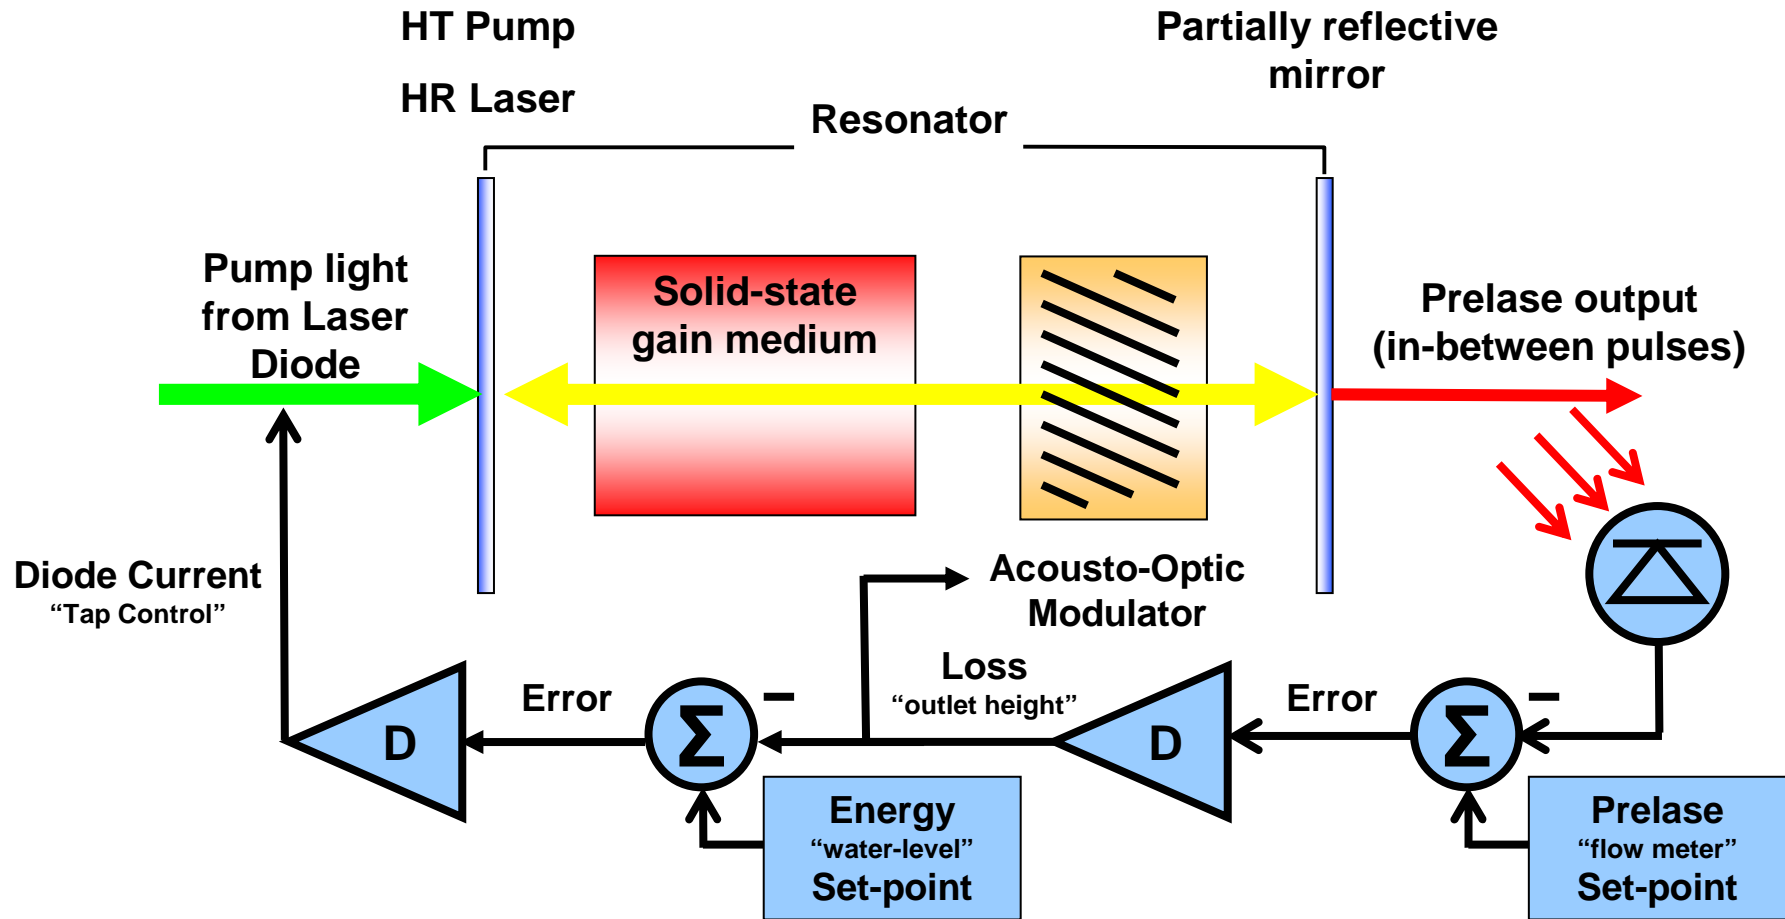 HT Pump
HR Laser
Partially reflective
mirror
Resonator
Pump light
from Laser
Diode
Solid-state
gain medium
Prelase output
(in-between pulses)
Diode Current
“Tap Control”
Acousto-Optic
Modulator
Loss
“outlet height”
Error
Error
D
Σ
D
Σ
Energy
“water-level”
Set-point
Prelase
“flow meter”
Set-point